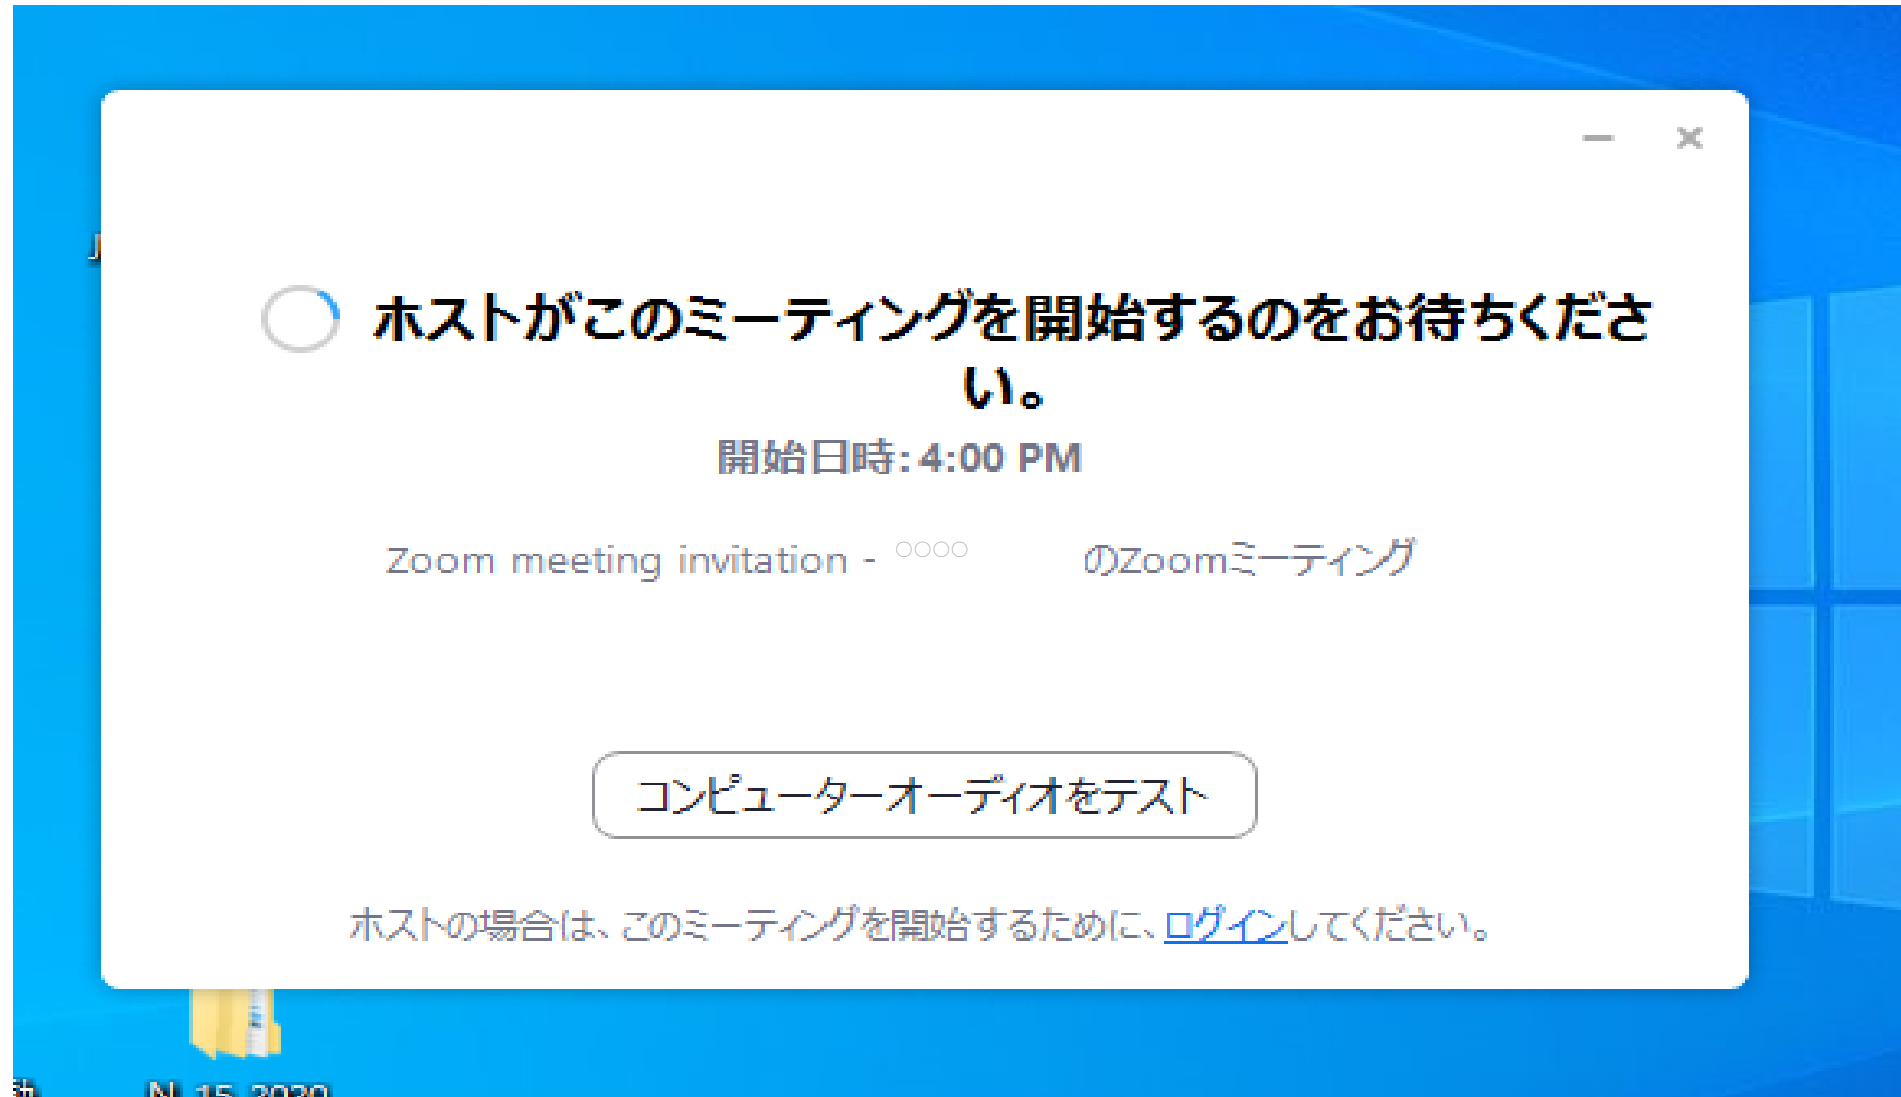 ホストがこのミーティングを開始するのをお待ちくださ
い。
開始日時: 4:00 PM
Zoom meeting invitation - ○○○○ のZoomミーティング
コンピューターオーディオをテスト
ホストの場合は、このミーティングを開始するために、ログインしてください。